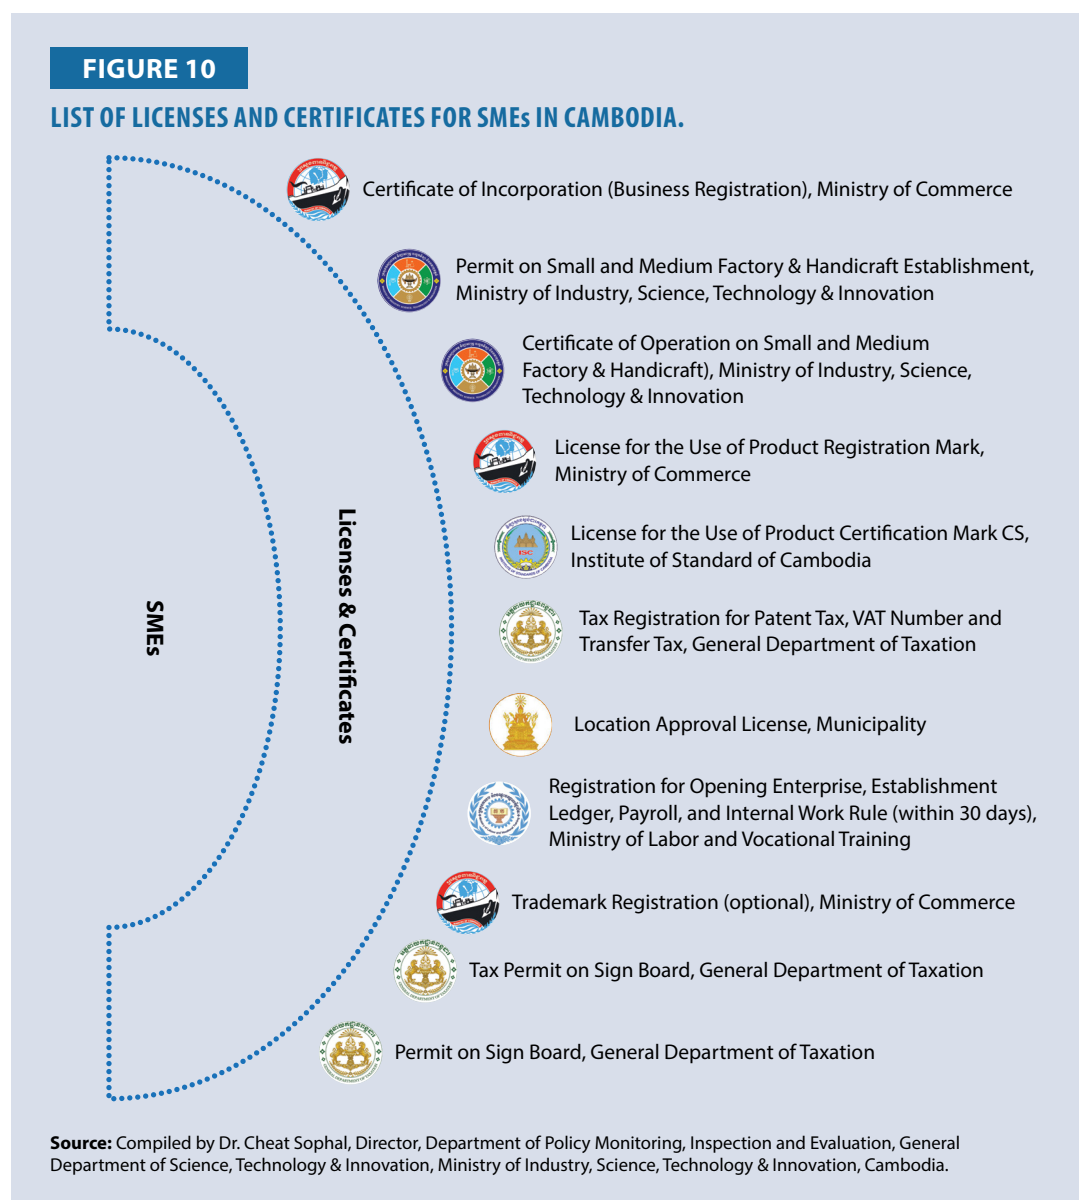 FIGURE 10
LIST OF LICENSES AND CERTIFICATES FOR SMEs IN CAMBODIA.
Certificate of Incorporation (Business Registration), Ministry of Commerce
Permit on Small and Medium Factory & Handicraft Establishment,
Ministry of Industry, Science, Technology & Innovation
Certificate of Operation on Small and Medium
Factory & Handicraft), Ministry of Industry, Science,
Technology & Innovation
License for the Use of Product Registration Mark,
Ministry of Commerce
License for the Use of Product Certification Mark CS,
Institute of Standard of Cambodia
ISC
Tax Registration for Patent Tax, VAT Number and
Transfer Tax, General Department of Taxation
Location Approval License, Municipality
Registration for Opening Enterprise, Establishment
Ledger, Payroll, and Internal Work Rule (within 30 days),
Ministry of Labor and Vocational Training
Trademark Registration (optional), Ministry of Commerce
Tax Permit on Sign Board, General Department of Taxation
Permit on Sign Board, General Department of Taxation
SMEs
Licenses & Certificates
Source: Compiled by Dr. Cheat Sophal, Director, Department of Policy Monitoring, Inspection and Evaluation, General
Department of Science, Technology & Innovation, Ministry of Industry, Science, Technology & Innovation, Cambodia.